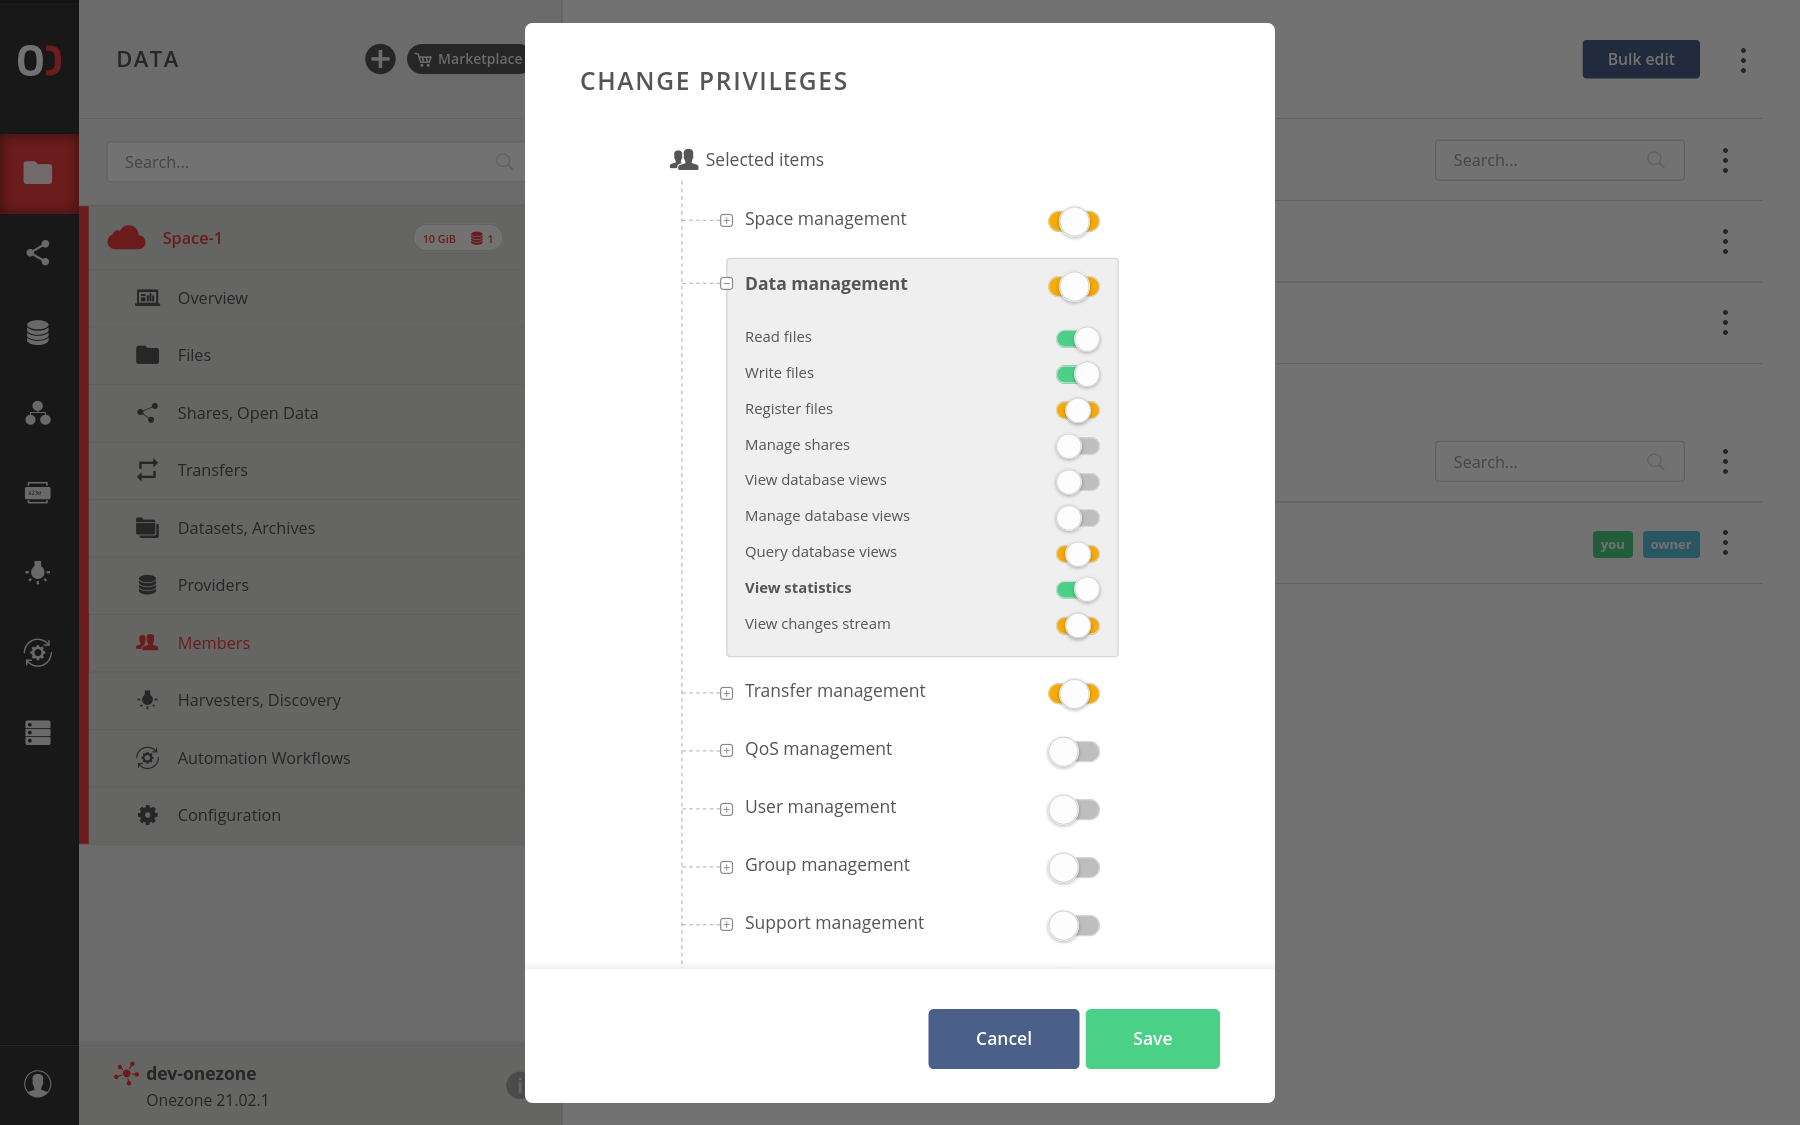 DATA
Marketplace
Search...
Space-1
10 GiB
1
Overview
Files
Shares, Open Data
Transfers
Datasets, Archives
Providers
Members
Harvesters, Discovery
Automation Workflows
Configuration
dev-onezone
Onezone 21.02.1
i
CHANGE PRIVILEGES
Selected items
Space management
Data management
Read files
Write files
Register files
Manage shares
View database views
Manage database views
Query database views
View statistics
View changes stream
Transfer management
QoS management
User management
Group management
Support management
Cancel
Save
Bulk edit
Search...
Search...
you
owner